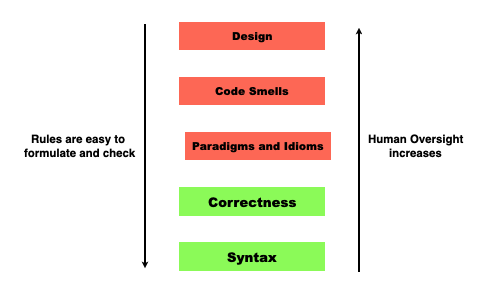 Design
Code Smells
Rules are easy to
formulate and check
Paradigms and Idioms
Human Oversight
increases
Correctness
Syntax